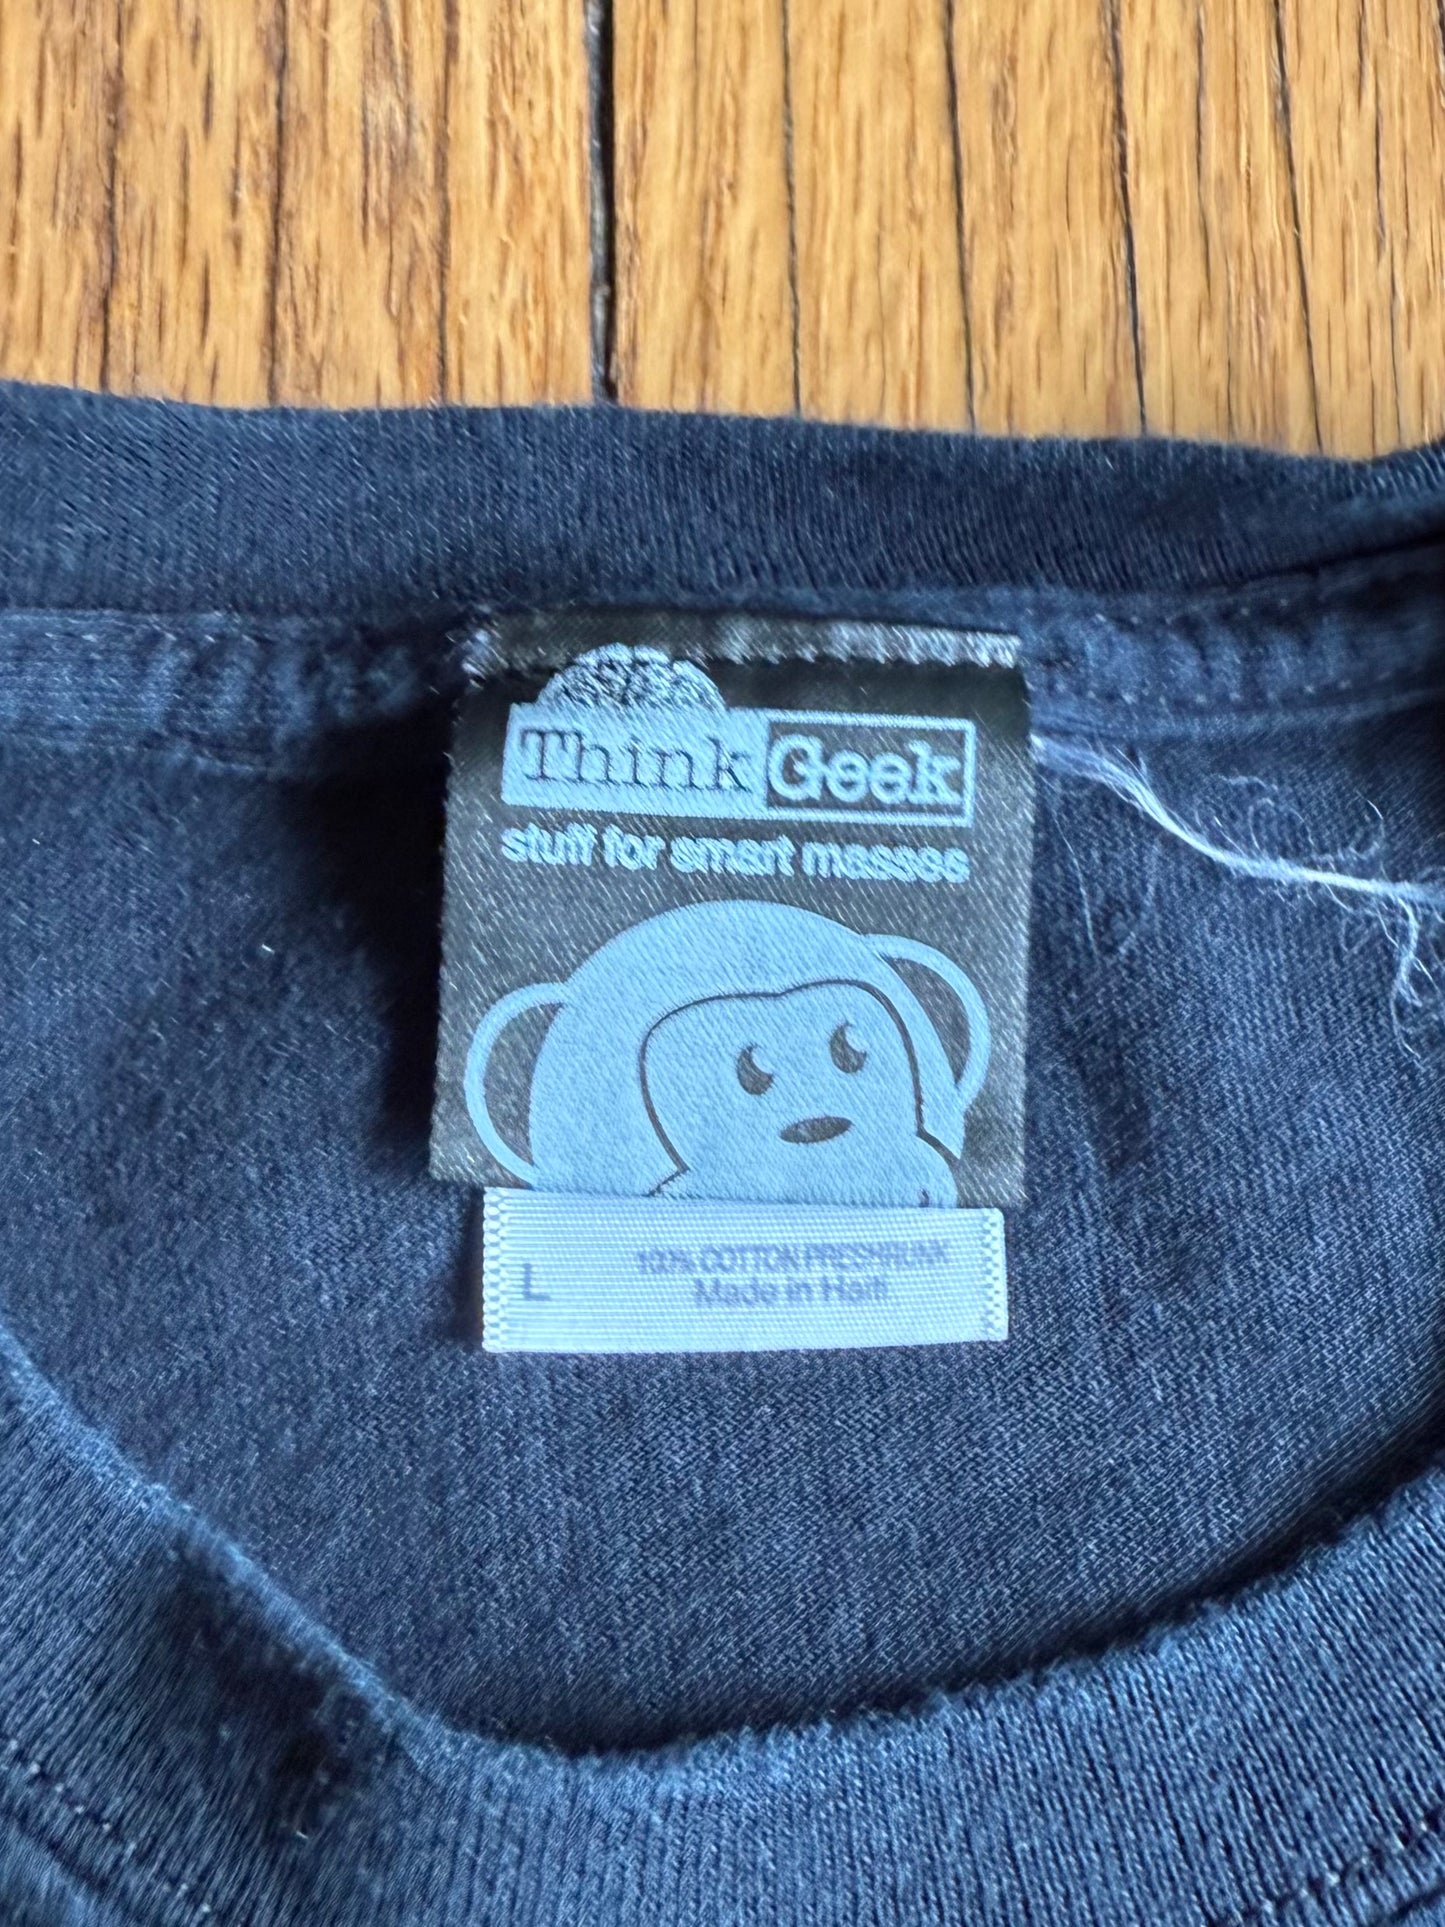 ThinkGeek
stuff for smart masses
L
100% COTTON PRESHRUNK
Made in Haiti